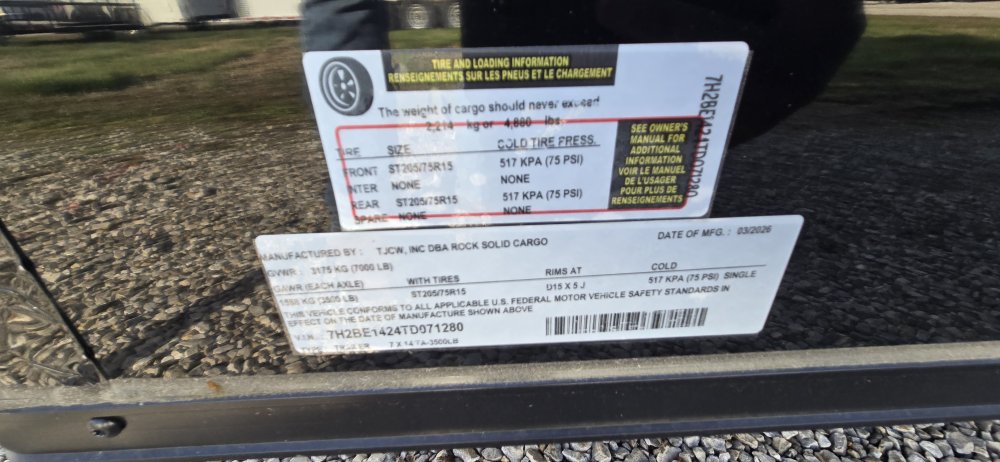 TIRE AND LOADING INFORMATION
RENSEIGNEMENTS SUR LES PNEUS ET LE CHARGEMENT
The weight of cargo should never exceed
2,214 kg or 4,880 lbs.
TIRE SIZE COLD TIRE PRESS.
FRONT ST205/75R15 517 KPA (75 PSI)
NTER NONE NONE
REAR ST205/75R15 517 KPA (75 PSI)
SPARE NONE NONE
SEE OWNER'S
MANUAL FOR
ADDITIONAL
INFORMATION
VOIR LE MANUEL
DE L'USAGER
POUR PLUS DE
RENSEIGNEMENTS
7H2BE1424TD071280
MANUFACTURED BY : TJCW, INC DBA ROCK SOLID CARGO DATE OF MFG. : 03/2026
GVWR : 3175 KG (7000 LB)
GAWR (EACH AXLE) WITH TIRES RIMS AT COLD
1588 KG (3500 LB) ST205/75R15 U15 X 5 J 517 KPA (75 PSI) SINGLE
THIS VEHICLE CONFORMS TO ALL APPLICABLE U.S. FEDERAL MOTOR VEHICLE SAFETY STANDARDS IN
EFFECT ON THE DATE OF MANUFACTURE SHOWN ABOVE
V.I.N.: 7H2BE1424TD071280
TYPE: TRAILER 7 X 14 TA-3500LB